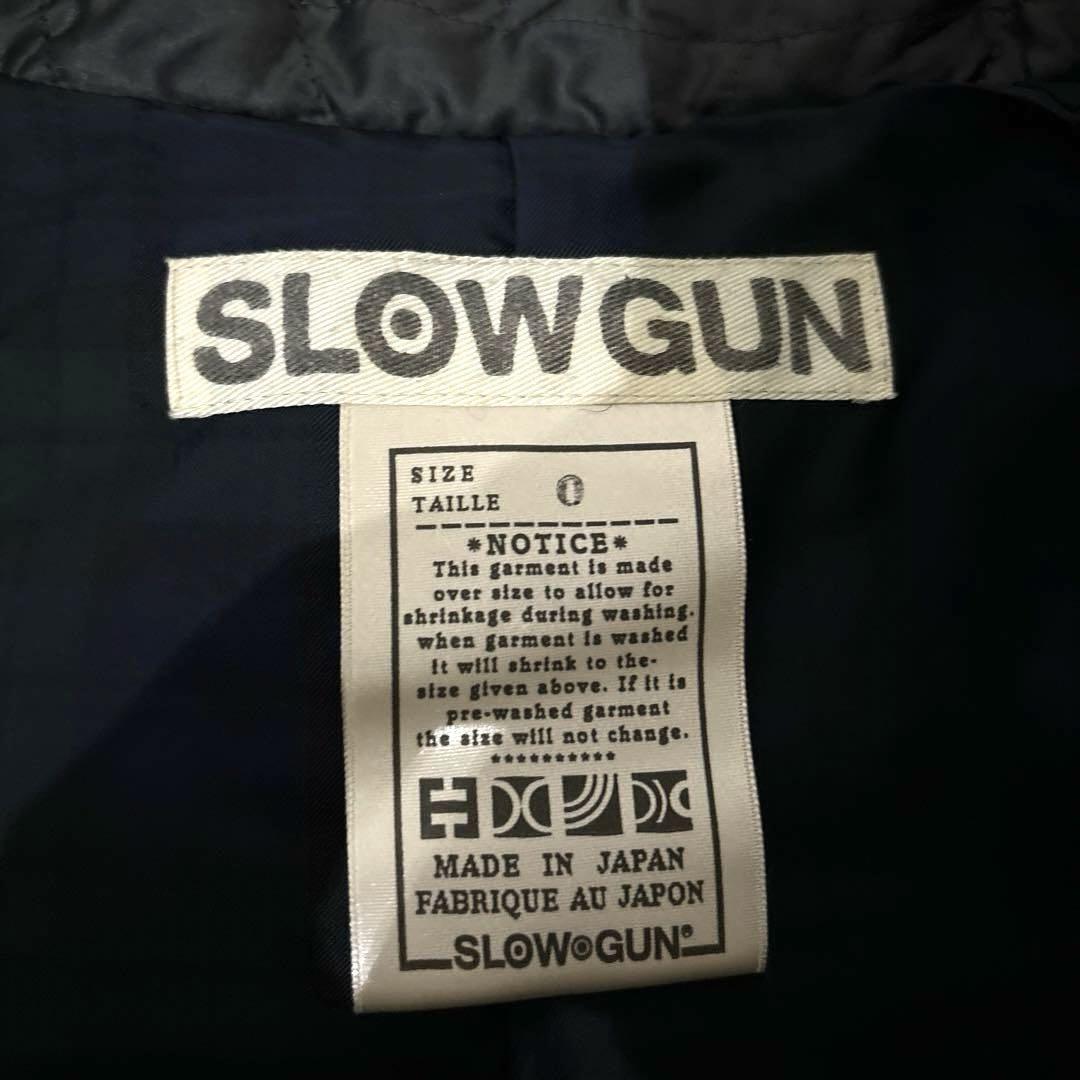 SLOW GUN
SIZE
TAILLE 0
*NOTICE*
This garment is made
over size to allow for
shrinkage during washing.
when garment is washed
it will shrink to the-
size given above. If it is
pre-washed garment
the size will not change.
**********
MADE IN JAPAN
FABRIQUE AU JAPON
SLOW GUN®